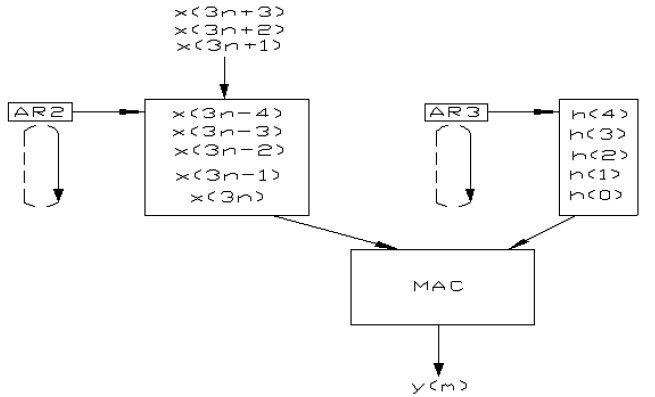 x(3n+3)
x(3n+2)
x(3n+1)
AR2
x(3n-4)
x(3n-3)
x(3n-2)
x(3n-1)
x(3n)
AR3
h(4)
h(3)
h(2)
h(1)
h(0)
MAC
y(m)